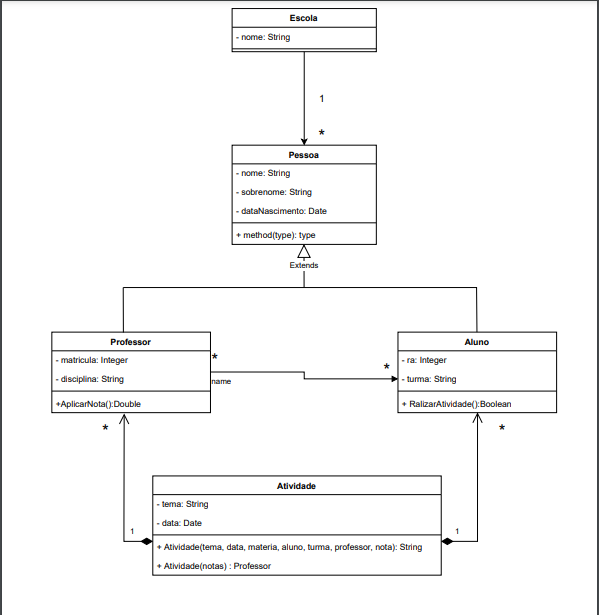 Escola
- nome: String
1
*
Pessoa
- nome: String
- sobrenome: String
- dataNascimento: Date
+ method(type): type
Extends
Professor
- matricula: Integer
- disciplina: String
+AplicarNota():Double
*
name
*
Aluno
- ra: Integer
- turma: String
+ RalizarAtividade():Boolean
*
*
1
1
Atividade
- tema: String
- data: Date
+ Atividade(tema, data, materia, aluno, turma, professor, nota): String
+ Atividade(notas) : Professor